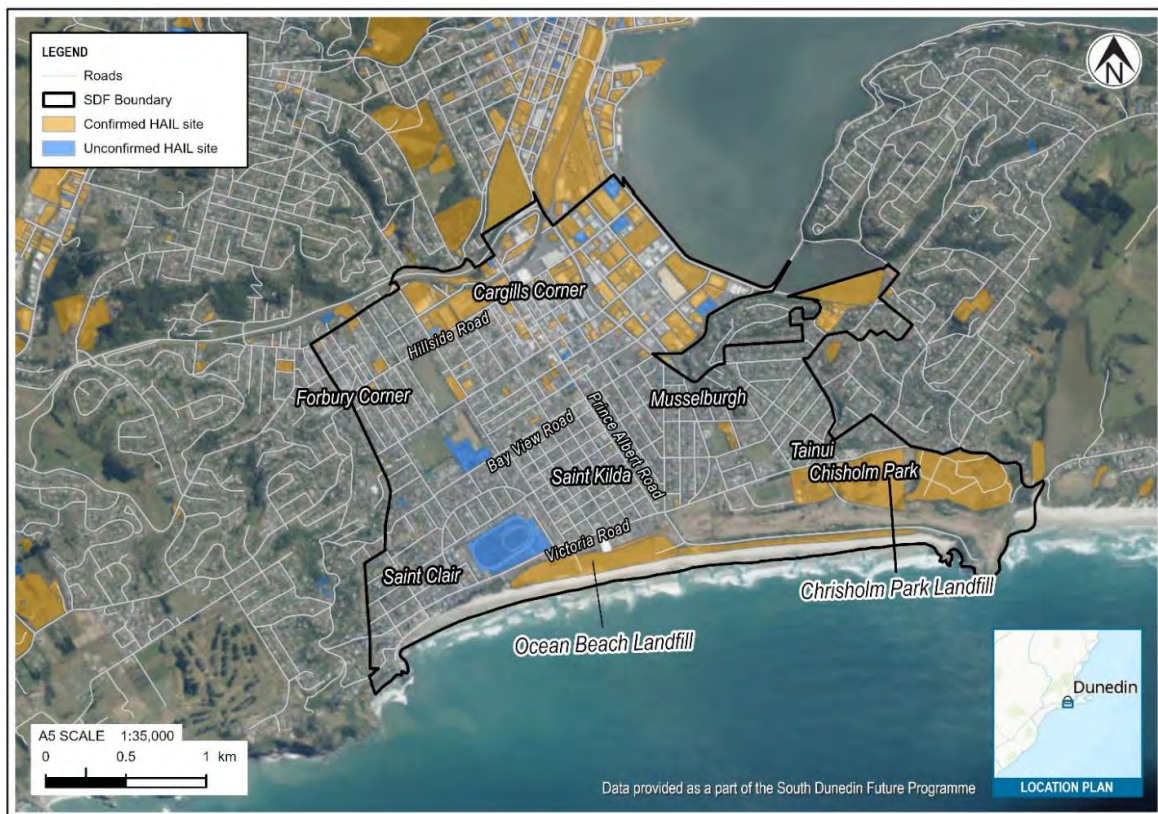 LEGEND
Roads
SDF Boundary
Confirmed HAIL site
Unconfirmed HAIL site
N
Cargills Corner
Hillside Road
Forbury Corner
Musselburgh
Prince Albert Road
Bay View Road
Tainui
Saint Kilda
Chisholm Park
Victoria Road
Saint Clair
Chrisholm Park Landfill
Ocean Beach Landfill
Dunedin
A5 SCALE 1:35,000
0 0.5 1 km
Data provided as a part of the South Dunedin Future Programme
LOCATION PLAN